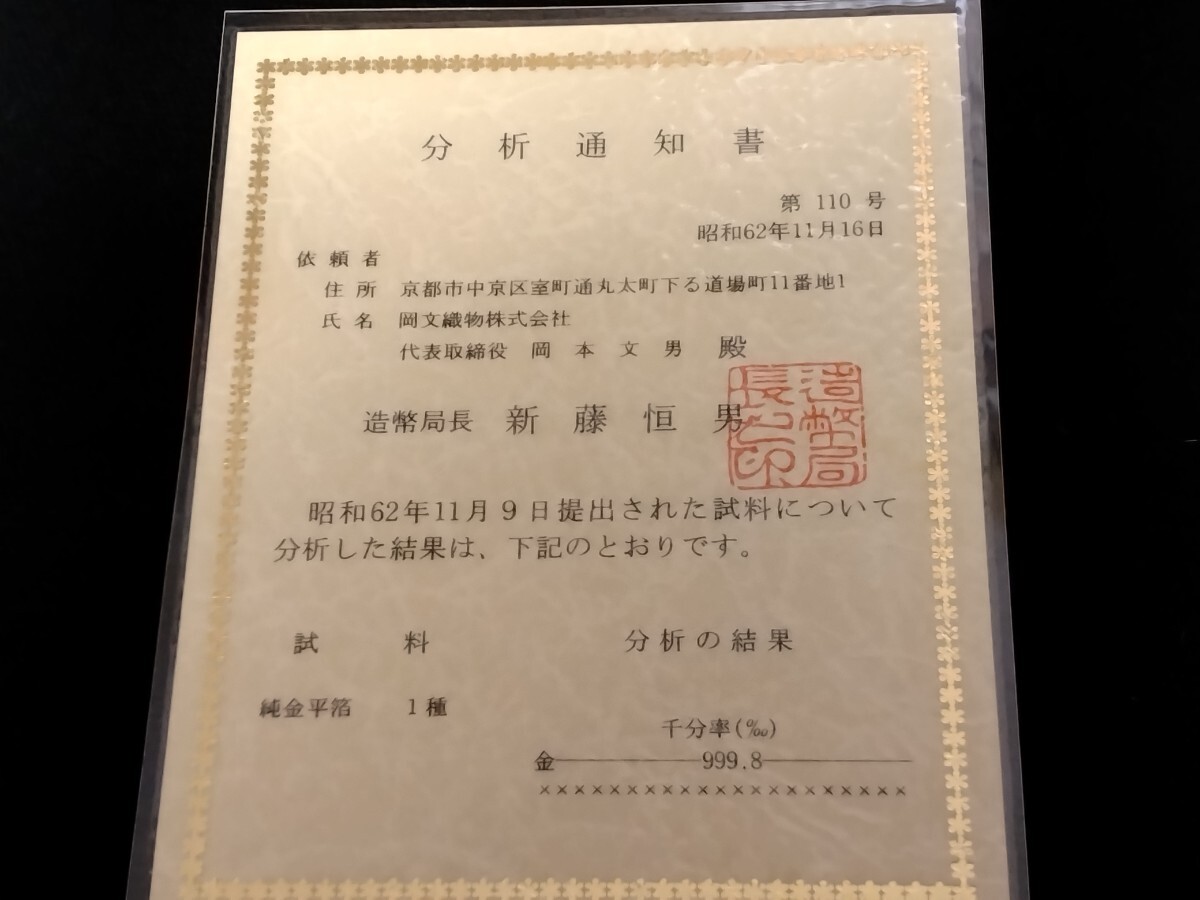 分析通知書
第 110 号
昭和62年11月16日
依頼者
住所 京都市中京区室町通丸太町下る道場町11番地1
氏名 岡文織物株式会社
代表取締役 岡本文男 殿
造幣局長 新藤恒男
造幣局長之印
昭和62年11月9日提出された試料について
分析した結果は、下記のとおりです。
試料 分析の結果
純金平箔 1種
千分率(‰)
金 999.8
×××××××××××××××××××××